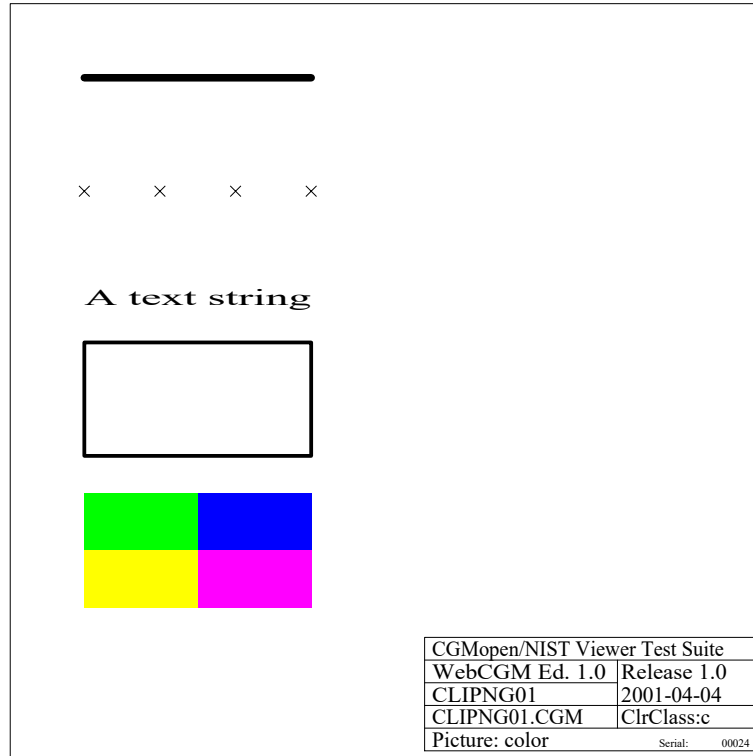 A text string
CGMopen/NIST Viewer Test Suite
WebCGM Ed. 1.0 Release 1.0
CLIPNG01 2001-04-04
CLIPNG01.CGM ClrClass:c
Picture: color Serial: 00024